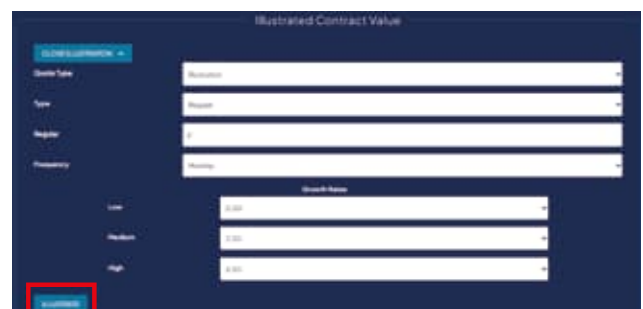 Illustrated Contract Value
CLOSE ILLUSTRATION
Quote Type
Illustration
Type
Regular
Regular
Frequency
Monthly
Growth Rates
Low
Medium
High
ILLUSTRATE